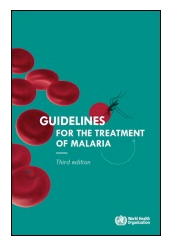 GUIDELINES
FOR THE TREATMENT
OF MALARIA
Third edition
World Health
Organization